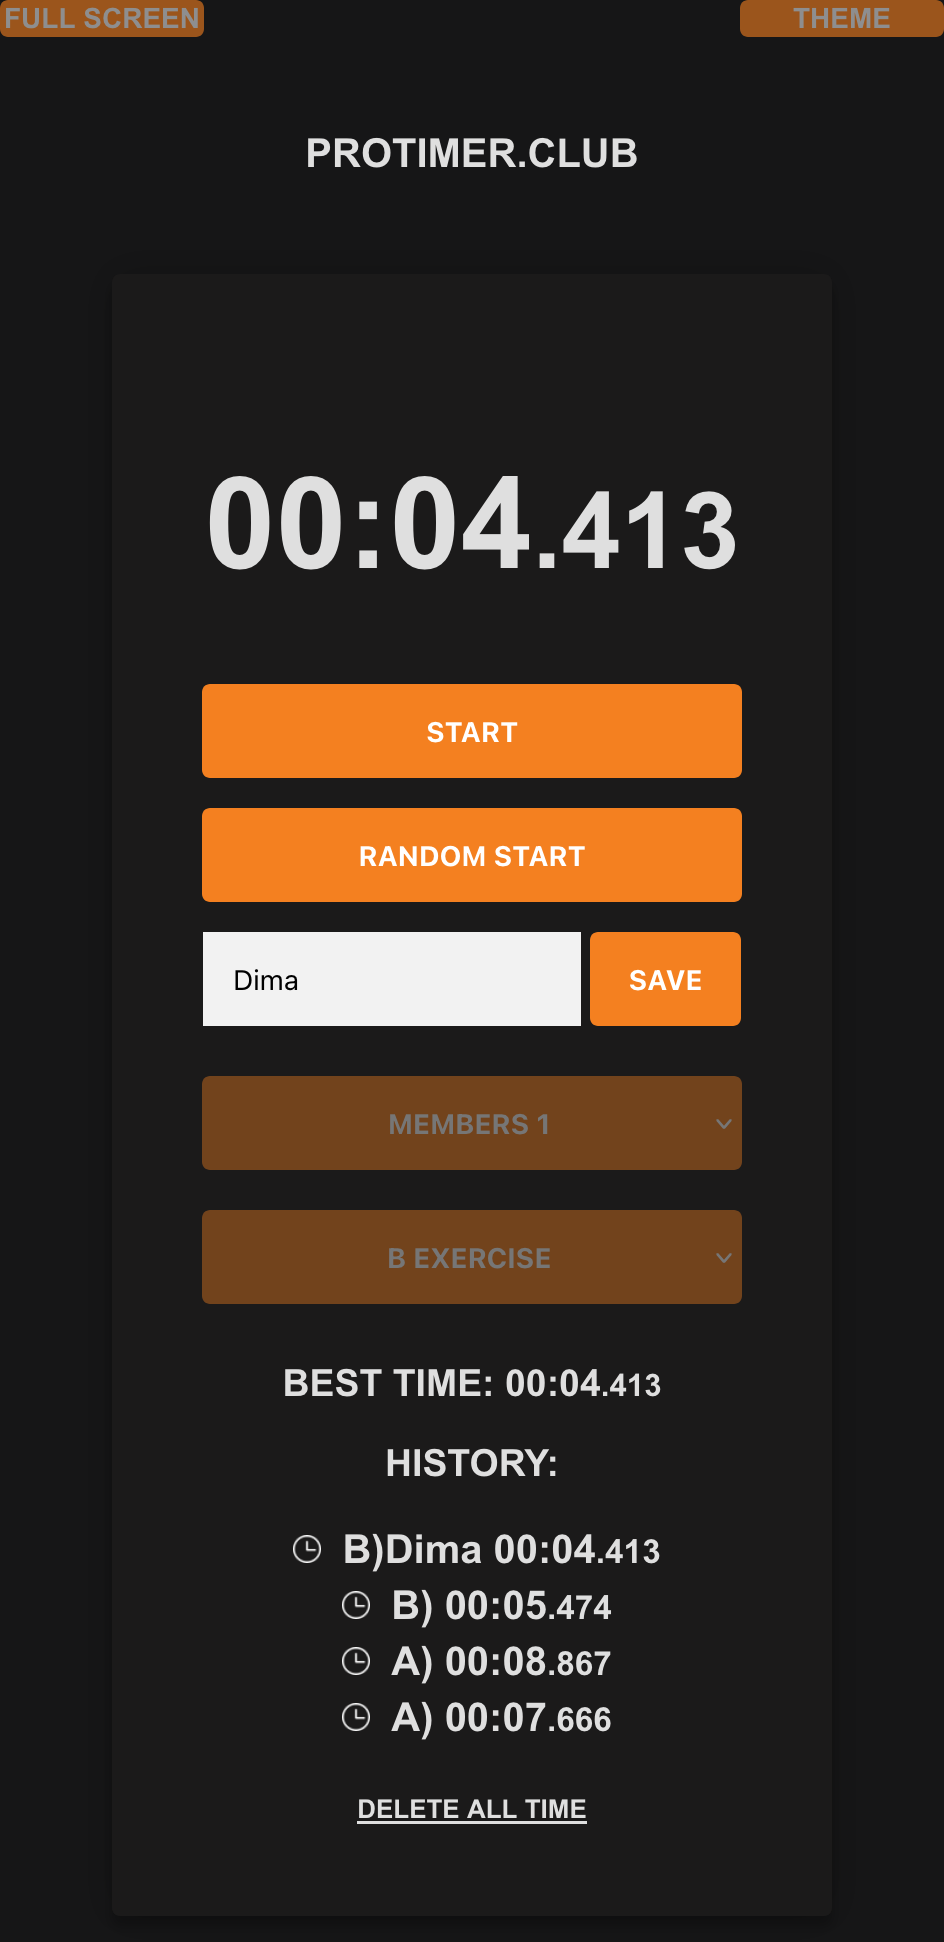 FULL SCREEN THEME
PROTIMER.CLUB
00:04.413
START
RANDOM START
Dima SAVE
MEMBERS 1
B EXERCISE
BEST TIME: 00:04.413
HISTORY:
B)Dima 00:04.413
B) 00:05.474
A) 00:08.867
A) 00:07.666
DELETE ALL TIME